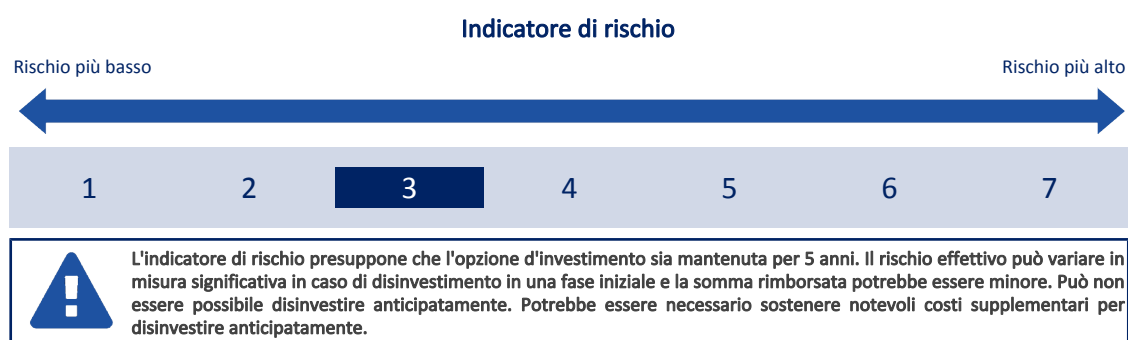 Indicatore di rischio
Rischio più basso
Rischio più alto
1 2 3 4 5 6 7
L'indicatore di rischio presuppone che l'opzione d'investimento sia mantenuta per 5 anni. Il rischio effettivo può variare in
misura significativa in caso di disinvestimento in una fase iniziale e la somma rimborsata potrebbe essere minore. Può non
essere possibile disinvestire anticipatamente. Potrebbe essere necessario sostenere notevoli costi supplementari per
disinvestire anticipatamente.